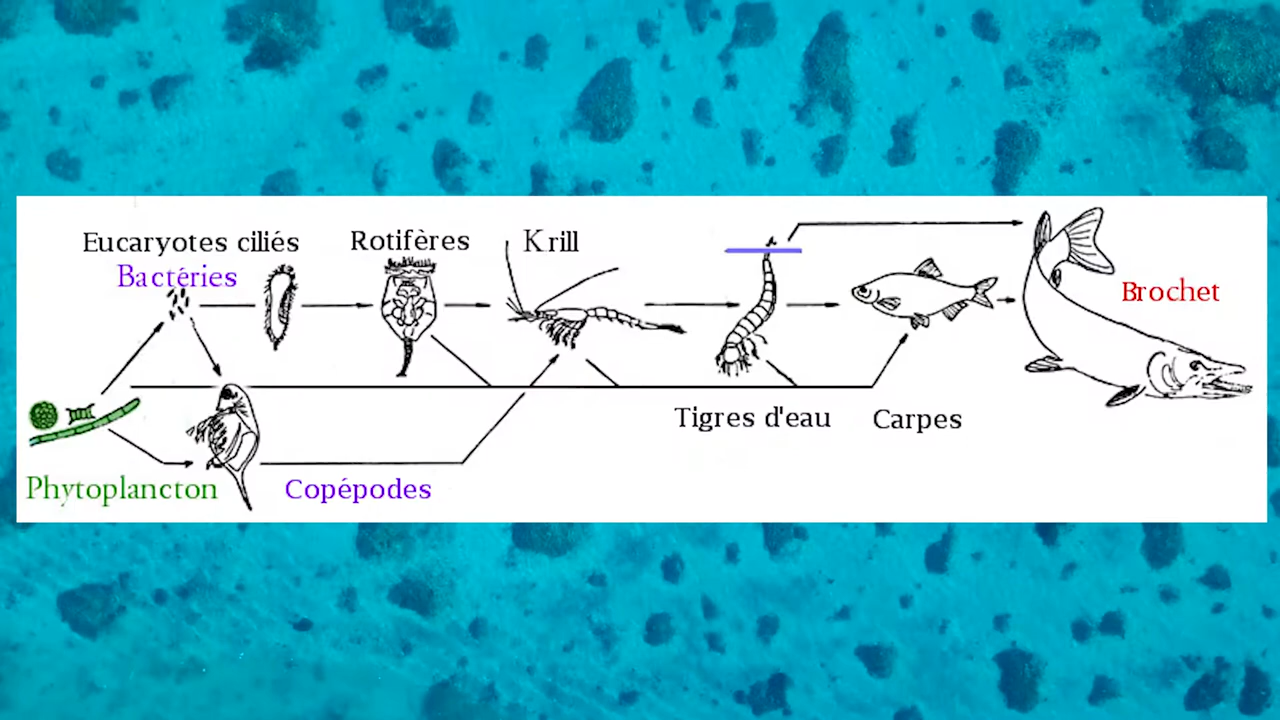 Eucaryotes ciliés
Bactéries
Rotifères
Krill
Brochet
Tigres d'eau
Carpes
Phytoplancton
Copépodes